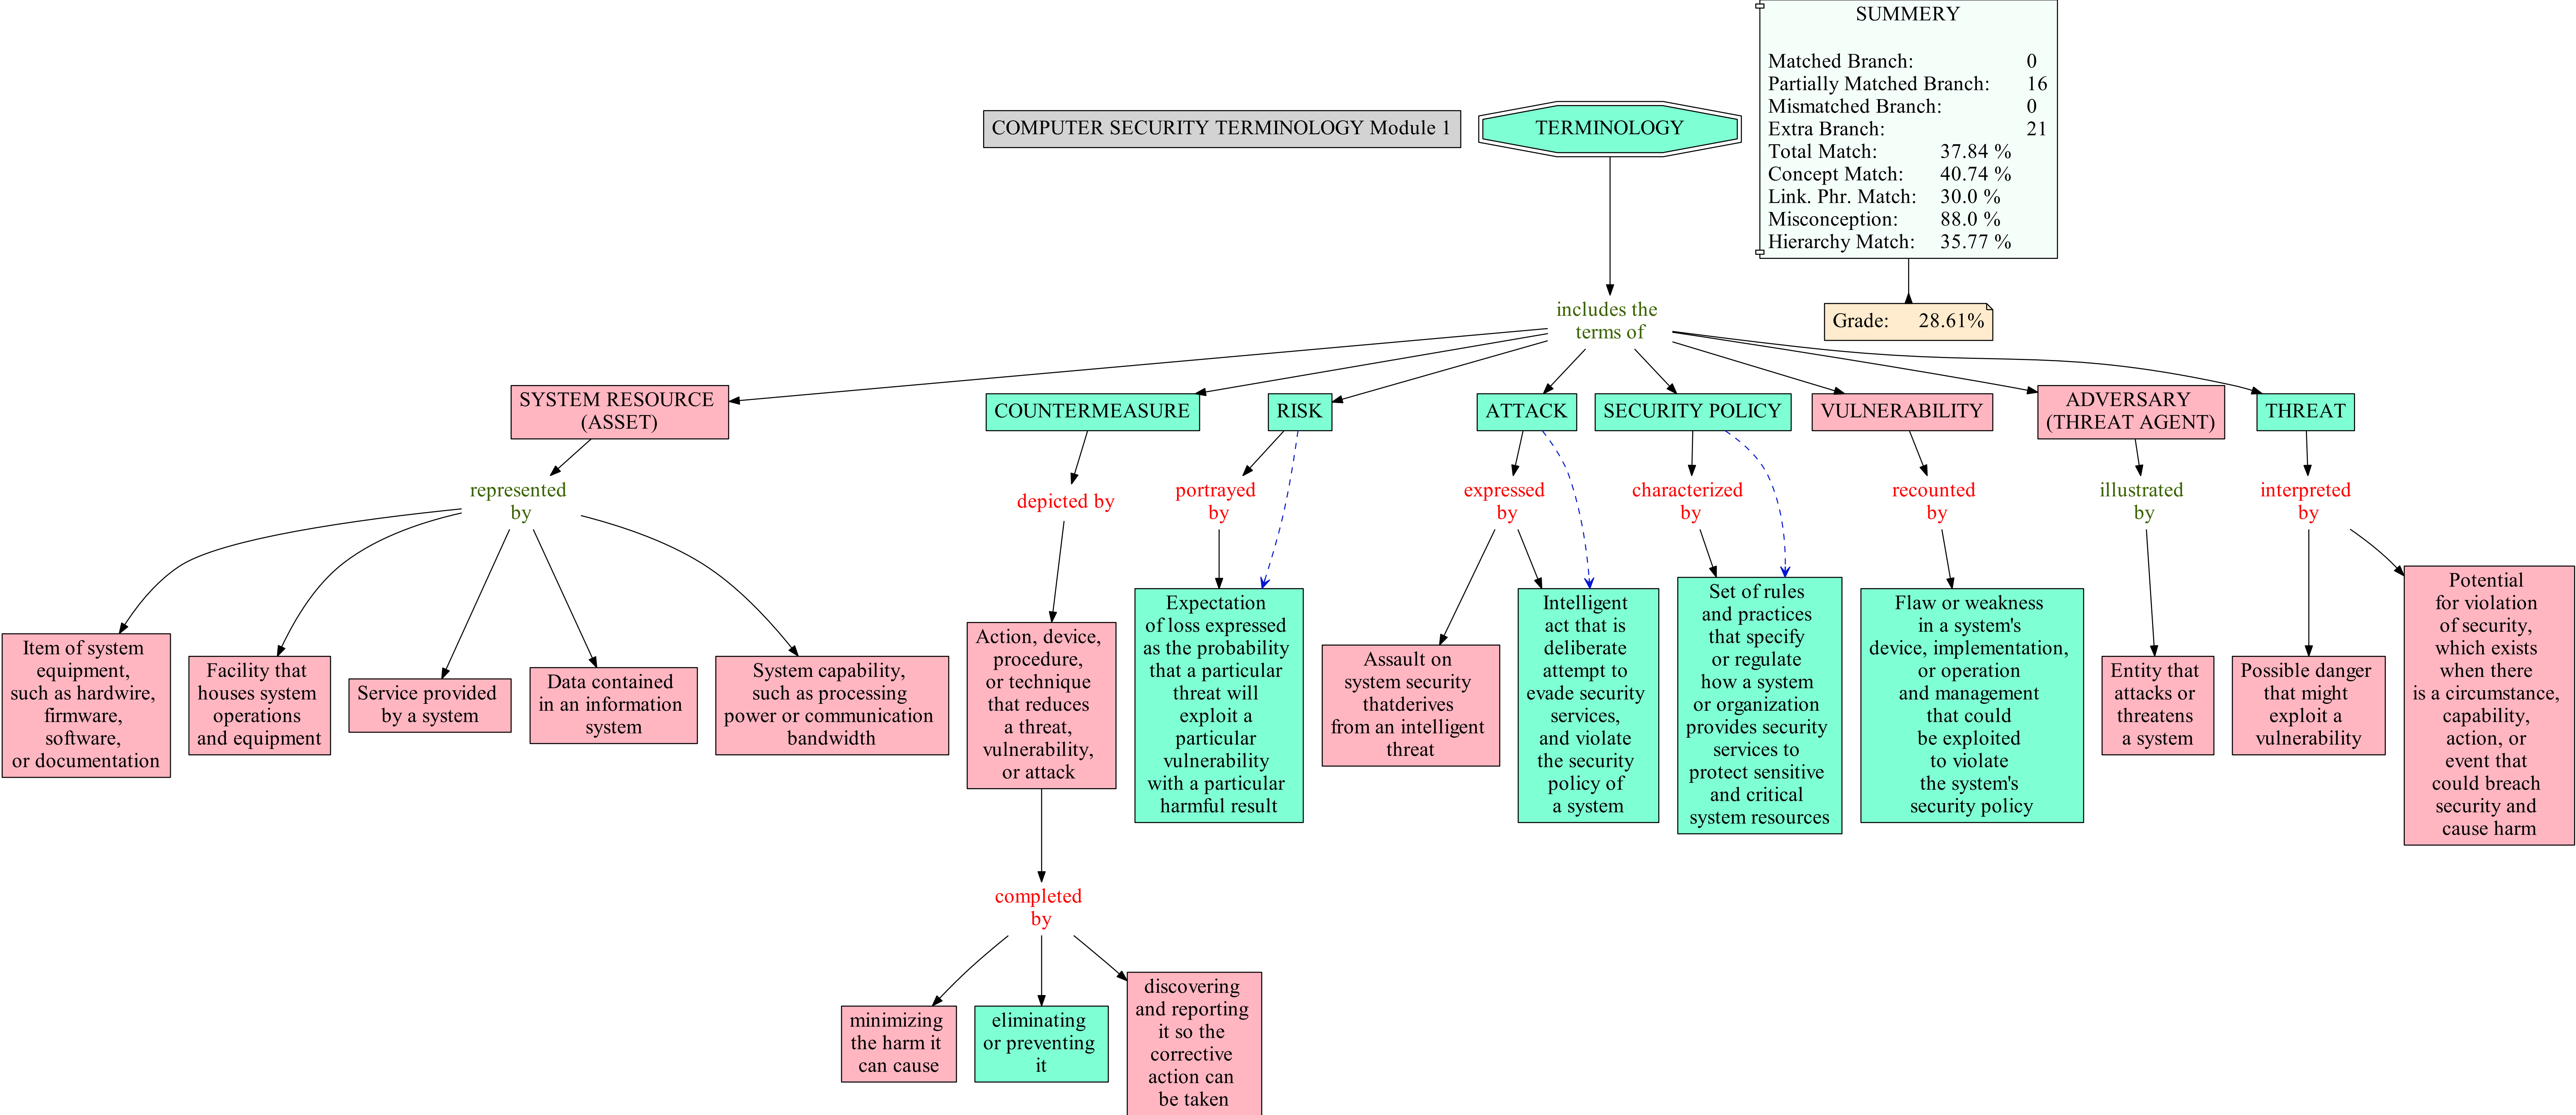 SUMMERY
Matched Branch: 0
Partially Matched Branch: 16
Mismatched Branch: 0
Extra Branch: 21
Total Match: 37.84 %
Concept Match: 40.74 %
Link. Phr. Match: 30.0 %
Misconception: 88.0 %
Hierarchy Match: 35.77 %
COMPUTER SECURITY TERMINOLOGY Module 1
TERMINOLOGY
Grade: 28.61%
includes the
terms of
SYSTEM RESOURCE
(ASSET)
COUNTERMEASURE
RISK
ATTACK
SECURITY POLICY
VULNERABILITY
ADVERSARY
(THREAT AGENT)
THREAT
represented
by
depicted by
portrayed
by
expressed
by
characterized
by
recounted
by
illustrated
by
interpreted
by
Item of system
equipment,
such as hardwire,
firmware,
software,
or documentation
Facility that
houses system
operations
and equipment
Service provided
by a system
Data contained
in an information
system
System capability,
such as processing
power or communication
bandwidth
Action, device,
procedure,
or technique
that reduces
a threat,
vulnerability,
or attack
Expectation
of loss expressed
as the probability
that a particular
threat will
exploit a
particular
vulnerability
with a particular
harmful result
Assault on
system security
thatderives
from an intelligent
threat
Intelligent
act that is
deliberate
attempt to
evade security
services,
and violate
the security
policy of
a system
Set of rules
and practices
that specify
or regulate
how a system
or organization
provides security
services to
protect sensitive
and critical
system resources
Flaw or weakness
in a system's
device, implementation,
or operation
and management
that could
be exploited
to violate
the system's
security policy
Entity that
attacks or
threatens
a system
Possible danger
that might
exploit a
vulnerability
Potential
for violation
of security,
which exists
when there
is a circumstance,
capability,
action, or
event that
could breach
security and
cause harm
completed
by
minimizing
the harm it
can cause
eliminating
or preventing
it
discovering
and reporting
it so the
corrective
action can
be taken